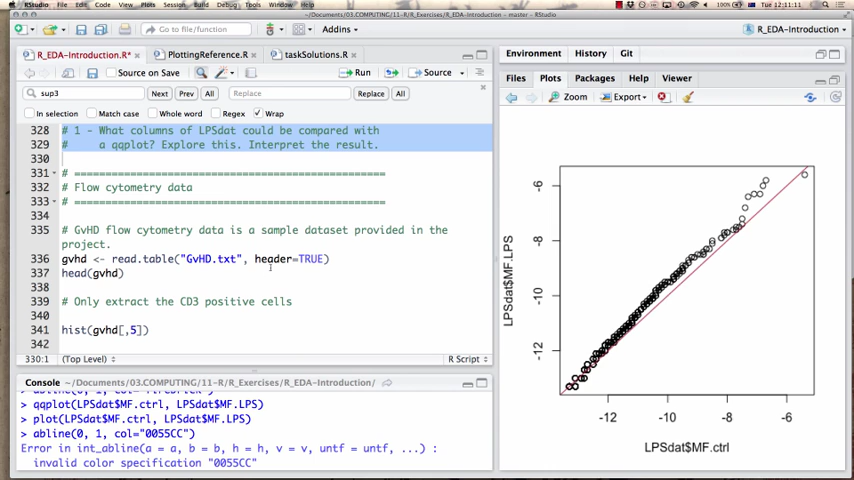 RStudio File Edit Code View Plots Session Build Debug Tools Window Help 100% Tue 12:11:11
~/Documents/03.COMPUTING/11-R/R_Exercises/R_EDA-Introduction - master - RStudio
Go to file/function Addins R_EDA-Introduction
R_EDA-Introduction.R* PlottingReference.R taskSolutions.R
Source on Save Run Source
sup3 Next Prev All Replace Replace All
In selection Match case Whole word Regex Wrap
328 # 1 - What columns of LPSdat could be compared with
329 #     a qqplot? Explore this. Interpret the result.
330
331 # ==================================================
332 # Flow cytometry data
333 # ==================================================
334
335 # GvHD flow cytometry data is a sample dataset provided in the
project.
336 gvhd <- read.table("GvHD.txt", header=TRUE)
337 head(gvhd)
338
339 # Only extract the CD3 positive cells
340
341 hist(gvhd[,5])
342
330:1 (Top Level) R Script
Console ~/Documents/03.COMPUTING/11-R/R_Exercises/R_EDA-Introduction/
> qqplot(LPSdat$MF.ctrl, LPSdat$MF.LPS)
> plot(LPSdat$MF.ctrl, LPSdat$MF.LPS)
> abline(0, 1, col="0055CC")
Error in int_abline(a = a, b = b, h = h, v = v, untf = untf, ...) :
invalid color specification "0055CC"
Environment History Git
Files Plots Packages Help Viewer
Zoom Export
-6
-8
-10
-12
LPSdat$MF.LPS
-12 -10 -8 -6
LPSdat$MF.ctrl